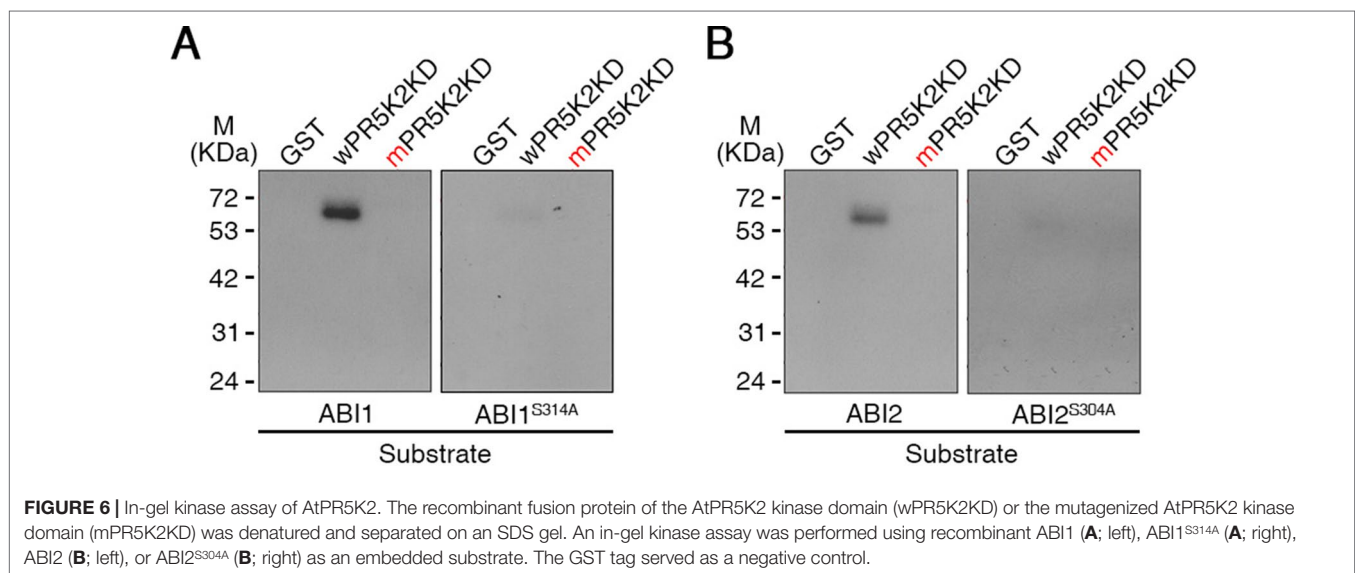 A
B
M
(KDa)
GST
wPR5K2KD
mPR5K2KD
GST
wPR5K2KD
mPR5K2KD
M
(KDa)
GST
wPR5K2KD
mPR5K2KD
GST
wPR5K2KD
mPR5K2KD
72
53
42
31
24
72
53
42
31
24
ABI1
ABI1S314A
ABI2
ABI2S304A
Substrate
Substrate
FIGURE 6 | In-gel kinase assay of AtPR5K2. The recombinant fusion protein of the AtPR5K2 kinase domain (wPR5K2KD) or the mutagenized AtPR5K2 kinase
domain (mPR5K2KD) was denatured and separated on an SDS gel. An in-gel kinase assay was performed using recombinant ABI1 (A; left), ABI1S314A (A; right),
ABI2 (B; left), or ABI2S304A (B; right) as an embedded substrate. The GST tag served as a negative control.